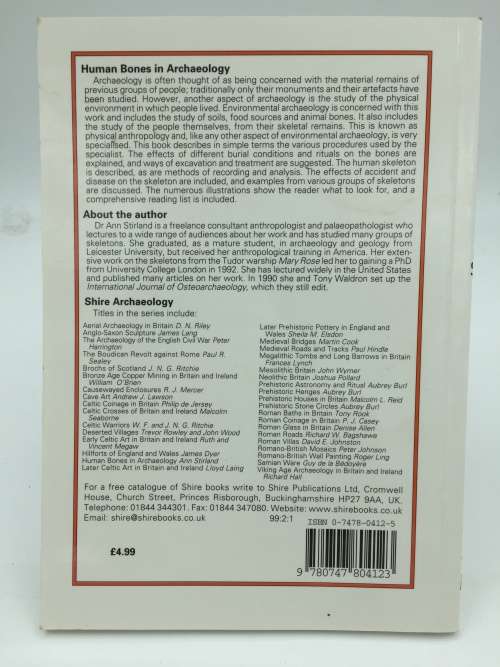 Human Bones in Archaeology
Archaeology is often thought of as being concerned with the material remains of
previous groups of people; traditionally only their monuments and their artefacts have
been studied. However, another aspect of archaeology is the study of the physical
environment in which people lived. Environmental archaeology is concerned with this
work and includes the study of soils, food sources and animal bones. It also includes
the study of the people themselves, from their skeletal remains. This is known as
physical anthropology and, like any other aspect of environmental archaeology, is very
specialised. This book describes in simple terms the various procedures used by the
specialist. The effects of different burial conditions and rituals on the bones are
explained, and ways of excavation and treatment are suggested. The human skeleton
is described, as are methods of recording and analysis. The effects of accident and
disease on the skeleton are included, and examples from various groups of skeletons
are discussed. The numerous illustrations show the reader what to look for, and a
comprehensive reading list is included.
About the author
Dr Ann Stirland is a freelance consultant anthropologist and palaeopathologist who
lectures to a wide range of audiences about her work and has studied many groups of
skeletons. She graduated, as a mature student, in archaeology and geology from
Leicester University, but received her anthropological training in America. Her exten-
sive work on the skeletons from the Tudor warship Mary Rose led her to gaining a PhD
from University College London in 1992. She has lectured widely in the United States
and published many articles on her work. In 1990 she and Tony Waldron set up the
International Journal of Osteoarchaeology, which they still edit.
Shire Archaeology
Titles in the series include:
Aerial Archaeology in Britain D. N. Riley
Anglo-Saxon Sculpture James Lang
The Archaeology of the English Civil War Peter
Harrington
The Boudican Revolt against Rome Paul R.
Sealey
Brochs of Scotland J. N. G. Ritchie
Bronze Age Copper Mining in Britain and Ireland
William O'Brien
Causewayed Enclosures R. J. Mercer
Cave Art Andrew J. Lawson
Celtic Coinage in Britain Philip de Jersey
Celtic Crosses of Britain and Ireland Malcolm
Seaborne
Celtic Warriors W. F. and J. N. G. Ritchie
Deserted Villages Trevor Rowley and John Wood
Early Celtic Art in Britain and Ireland Ruth and
Vincent Megaw
Hillforts of England and Wales James Dyer
Human Bones in Archaeology Ann Stirland
Later Celtic Art in Britain and Ireland Lloyd Laing
Later Prehistoric Pottery in England and
Wales Sheila M. Elsdon
Medieval Bridges Martin Cook
Medieval Roads and Tracks Paul Hindle
Megalithic Tombs and Long Barrows in Britain
Frances Lynch
Mesolithic Britain John Wymer
Neolithic Britain Joshua Pollard
Prehistoric Astronomy and Ritual Aubrey Burl
Prehistoric Henges Aubrey Burl
Prehistoric Houses in Britain Malcolm L. Reid
Prehistoric Stone Circles Aubrey Burl
Roman Baths in Britain Tony Rook
Roman Coinage in Britain P. J. Casey
Roman Glass in Britain Denise Allen
Roman Roads Richard W. Bagshawe
Roman Villas David E. Johnston
Romano-British Mosaics Peter Johnson
Romano-British Wall Painting Roger Ling
Samian Ware Guy de la Bédoyère
Viking Age Archaeology in Britain and Ireland
Richard Hall
For a free catalogue of Shire books write to Shire Publications Ltd, Cromwell
House, Church Street, Princes Risborough, Buckinghamshire HP27 9AA, UK.
Telephone: 01844 344301. Fax: 01844 347080. Website: www.shirebooks.co.uk
Email: shire@shirebooks.co.uk 99:2:1
ISBN 0-7478-0412-5
£4.99
9 780747 804123